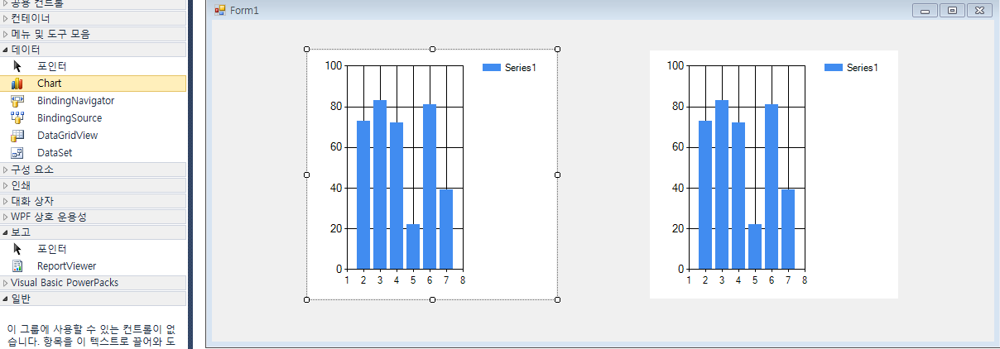 공용 컨트롤
컨테이너
메뉴 및 도구 모음
데이터
포인터
Chart
BindingNavigator
BindingSource
DataGridView
DataSet
구성 요소
인쇄
대화 상자
WPF 상호 운용성
보고
포인터
ReportViewer
Visual Basic PowerPacks
일반
이 그룹에 사용할 수 있는 컨트롤이 없
습니다. 항목을 이 텍스트로 끌어와 도
Form1
100
80
60
40
20
0
1 2 3 4 5 6 7 8
Series1
100
80
60
40
20
0
1 2 3 4 5 6 7 8
Series1